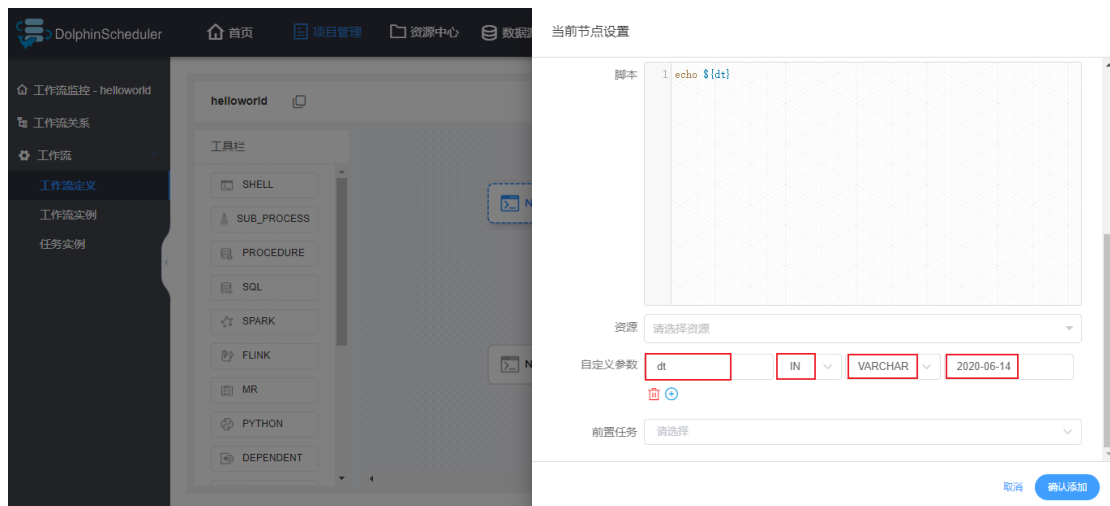 DolphinScheduler
首页
项目管理
资源中心
数据
工作流监控 - helloworld
工作流关系
工作流
工作流定义
工作流实例
任务实例
helloworld
工具栏
SHELL
SUB_PROCESS
PROCEDURE
SQL
SPARK
FLINK
MR
PYTHON
DEPENDENT
N
N
当前节点设置
脚本
1 echo ${dt}
资源 请选择资源
自定义参数 dt IN VARCHAR 2020-06-14
前置任务 请选择
取消 确认添加